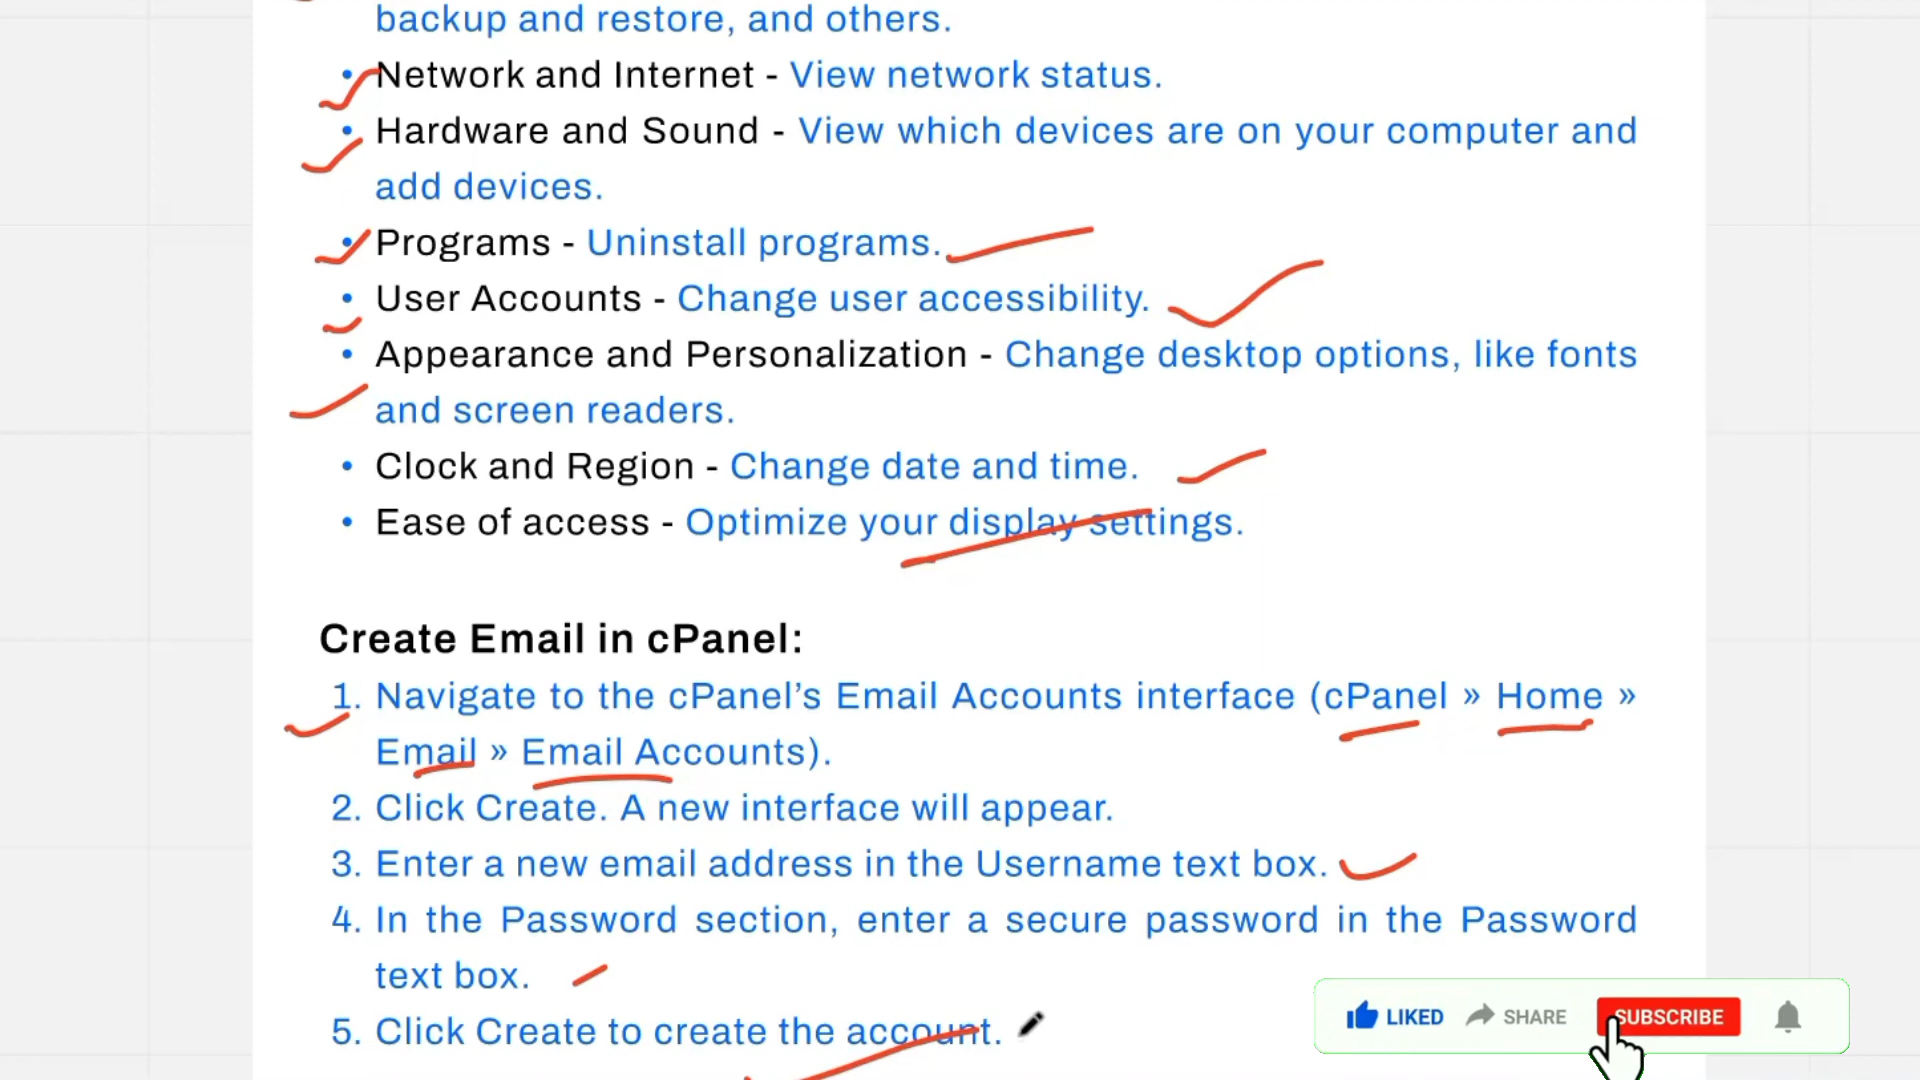 backup and restore, and others.
• Network and Internet - View network status.
• Hardware and Sound - View which devices are on your computer and
add devices.
• Programs - Uninstall programs.
• User Accounts - Change user accessibility.
• Appearance and Personalization - Change desktop options, like fonts
and screen readers.
• Clock and Region - Change date and time.
• Ease of access - Optimize your display settings.
Create Email in cPanel:
1. Navigate to the cPanel’s Email Accounts interface (cPanel » Home »
Email » Email Accounts).
2. Click Create. A new interface will appear.
3. Enter a new email address in the Username text box.
4. In the Password section, enter a secure password in the Password
text box.
5. Click Create to create the account.
LIKED SHARE SUBSCRIBE